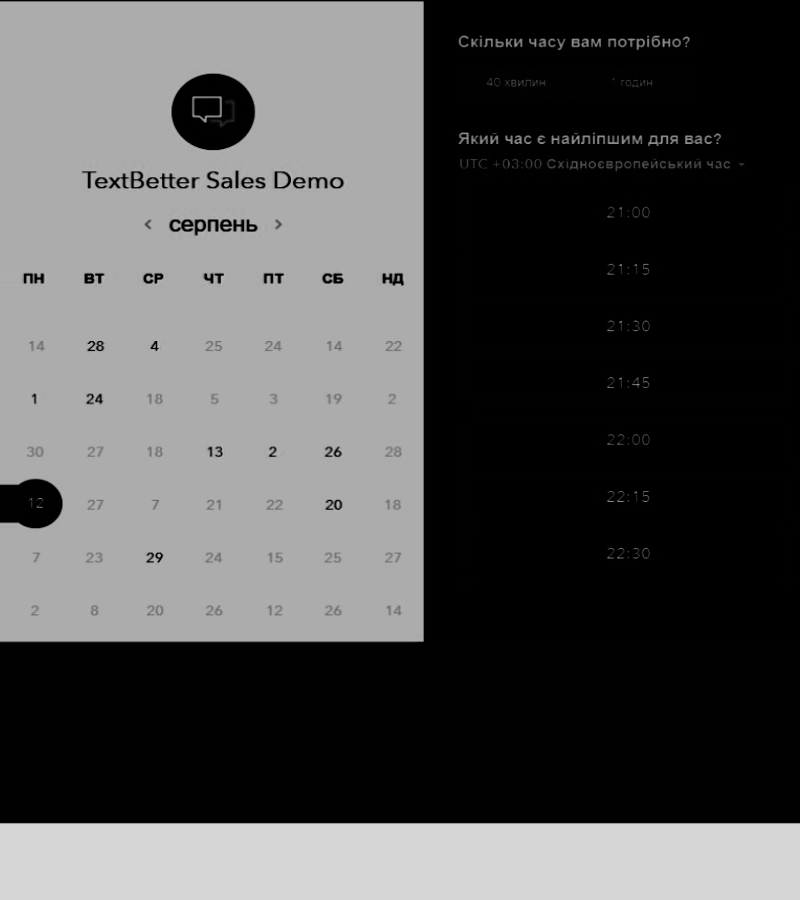 TextBetter Sales Demo
< серпень >
ПН ВТ СР ЧТ ПТ СБ НД
14 28 4 25 24 14 22
1 24 18 5 3 19 2
30 27 18 13 2 26 28
12 27 7 21 22 20 18
7 23 29 24 15 25 27
2 8 20 26 12 26 14
Скільки часу вам потрібно?
40 хвилин 1 годин
Який час є найліпшим для вас?
UTC +03:00 Східноєвропейський час
21:00
21:15
21:30
21:45
22:00
22:15
22:30